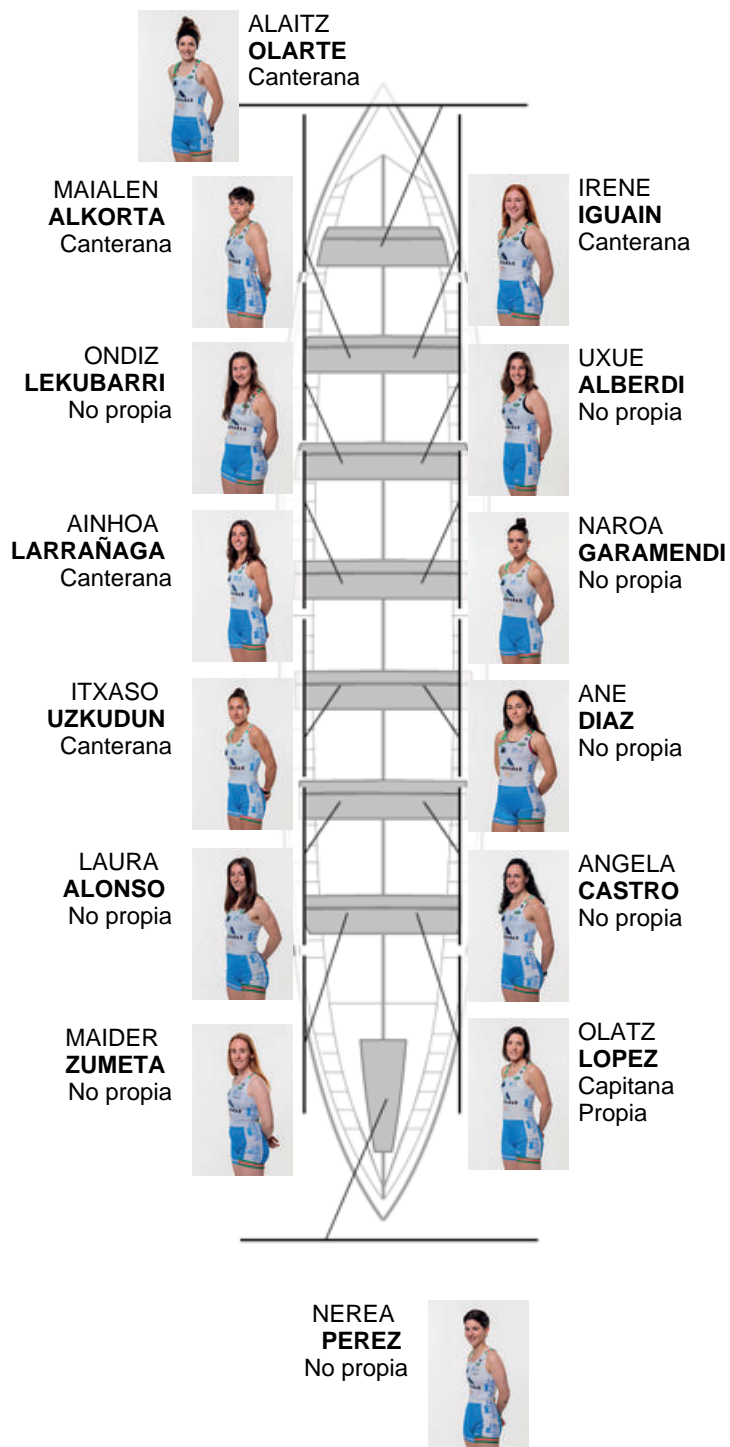 ALAITZ
OLARTE
Canterana
MAIALEN
ALKORTA
Canterana
IRENE
IGUAIN
Canterana
ONDIZ
LEKUBARRI
No propia
UXUE
ALBERDI
No propia
AINHOA
LARRAÑAGA
Canterana
NAROA
GARAMENDI
No propia
ITXASO
UZKUDUN
Canterana
ANE
DIAZ
No propia
LAURA
ALONSO
No propia
ANGELA
CASTRO
No propia
MAIDER
ZUMETA
No propia
OLATZ
LOPEZ
Capitana
Propia
NEREA
PEREZ
No propia